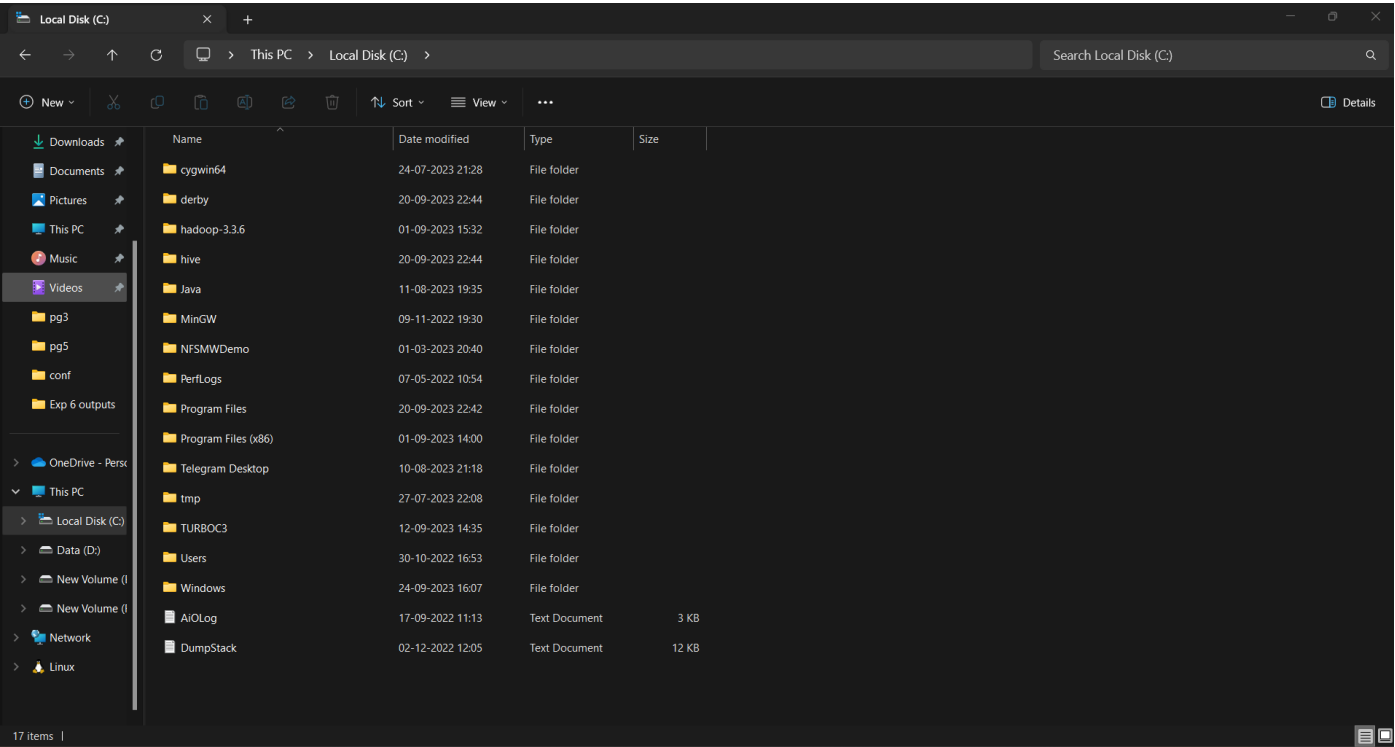 Local Disk (C:)
This PC > Local Disk (C:) >
Search Local Disk (C:)
New
Sort
View
Details
Downloads
Documents
Pictures
This PC
Music
Videos
pg3
pg5
conf
Exp 6 outputs
OneDrive - Perso
This PC
Local Disk (C:)
Data (D:)
New Volume (
New Volume (
Network
Linux
Name Date modified Type Size
cygwin64 24-07-2023 21:28 File folder
derby 20-09-2023 22:44 File folder
hadoop-3.3.6 01-09-2023 15:32 File folder
hive 20-09-2023 22:44 File folder
Java 11-08-2023 19:35 File folder
MinGW 09-11-2022 19:30 File folder
NFSMWDemo 01-03-2023 20:40 File folder
PerfLogs 07-05-2022 10:54 File folder
Program Files 20-09-2023 22:42 File folder
Program Files (x86) 01-09-2023 14:00 File folder
Telegram Desktop 10-08-2023 21:18 File folder
tmp 27-07-2023 22:08 File folder
TURBOC3 12-09-2023 14:35 File folder
Users 30-10-2022 16:53 File folder
Windows 24-09-2023 16:07 File folder
AiOLog 17-09-2022 11:13 Text Document 3 KB
DumpStack 02-12-2022 12:05 Text Document 12 KB
17 items